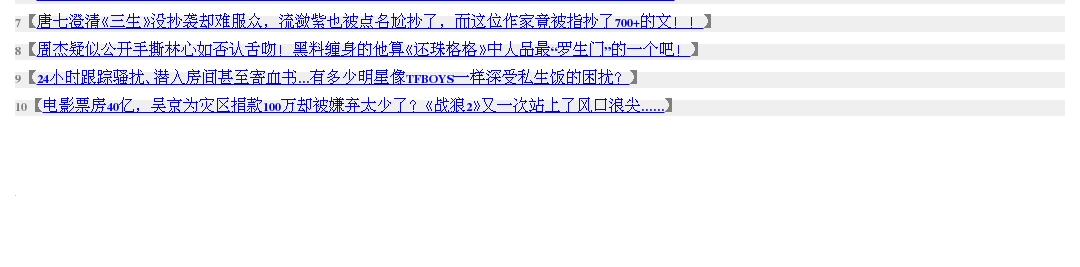 7【唐七澄清《三生》没抄袭却难服众，流潋紫也被点名尬抄了，而这位作家竟被指抄了700+的文！！】
8【周杰疑似公开手撕林心如否认舌吻！黑料缠身的他算《还珠格格》中人品最“罗生门”的一个吧！】
9【24小时跟踪骚扰、潜入房间甚至寄血书...有多少明星像TFBOYS一样深受私生饭的困扰？】
10【电影票房40亿，吴京为灾区捐款100万却被嫌弃太少了？《战狼2》又一次站上了风口浪尖......】